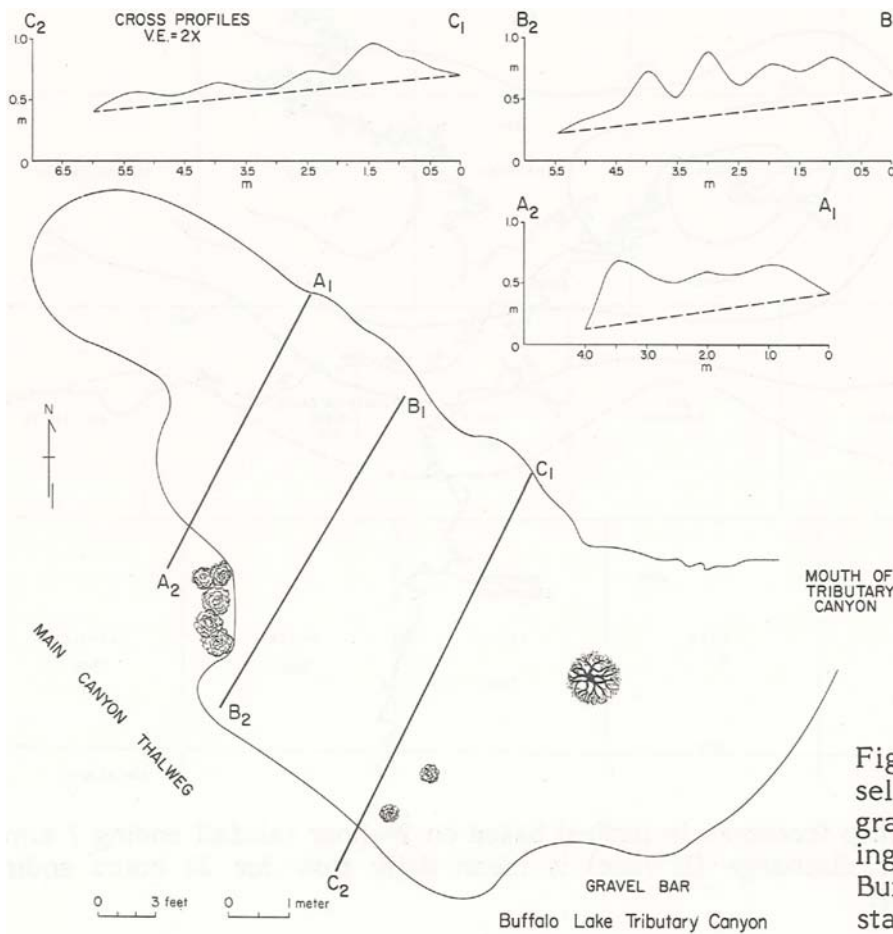 C2
CROSS PROFILES
V.E. = 2X
C1
1.0
0.5
m
0
6.5
5.5
4.5
3.5
2.5
1.5
0.5
0
m
B2
B
1.0
m
0.5
0
5.5
4.5
3.5
2.5
1.5
0.5
0
m
A2
A1
1.0
0.5
m
0
4.0
3.0
2.0
1.0
0
m
A1
B1
C1
N
A2
B2
C2
MOUTH OF
TRIBUTARY
CANYON
MAIN CANYON THALWEG
0 3 feet
0 1 meter
GRAVEL BAR
Buffalo Lake Tributary Canyon
Fig
sel
gra
ing
Bu
sta